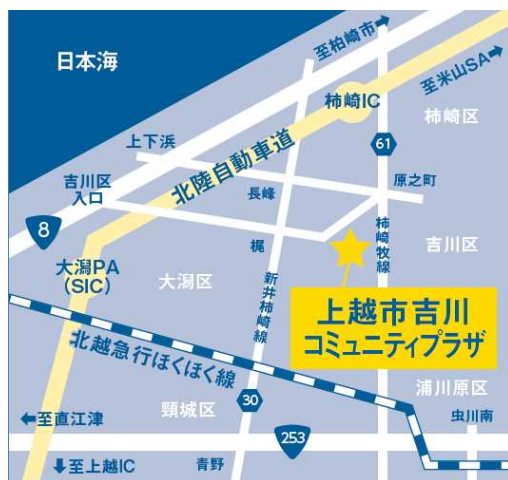 日本海
至柏崎市
至米山SA
柿崎IC
柿崎区
上下浜
61
北陸自動車道
吉川区
入口
長峰
原之町
8
柿崎牧線
梶
吉川区
大潟PA
(SIC)
大潟区
新井柿崎線
上越市吉川
コミュニティプラザ
北越急行ほくほく線
浦川原区
30
頸城区
虫川南
至直江津
253
至上越IC
青野